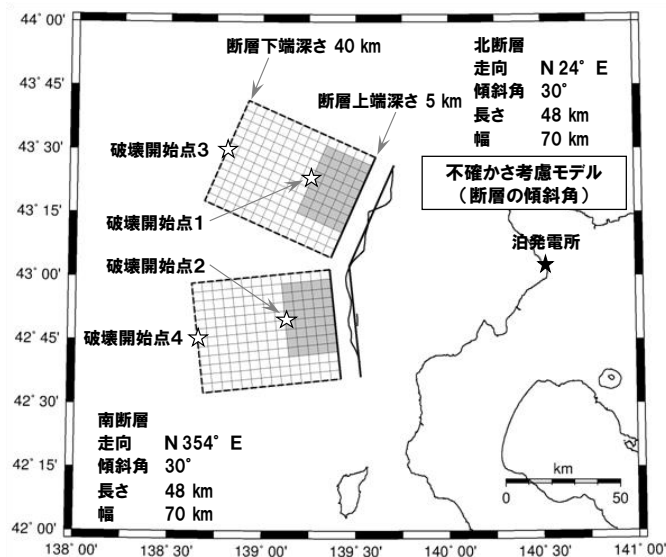 44° 00'
43° 45'
43° 30'
43° 15'
43° 00'
42° 45'
42° 30'
42° 15'
42° 00'
138° 00'
138° 30'
139° 00'
139° 30'
140° 00'
140° 30'
141° 00'
断層下端深さ 40 km
断層上端深さ 5 km
北断層
走向 N 24° E
傾斜角 30°
長さ 48 km
幅 70 km
不確かさ考慮モデル
(断層の傾斜角)
破壊開始点3
破壊開始点1
破壊開始点2
破壊開始点4
泊発電所
南断層
走向 N 354° E
傾斜角 30°
長さ 48 km
幅 70 km
km
0 50